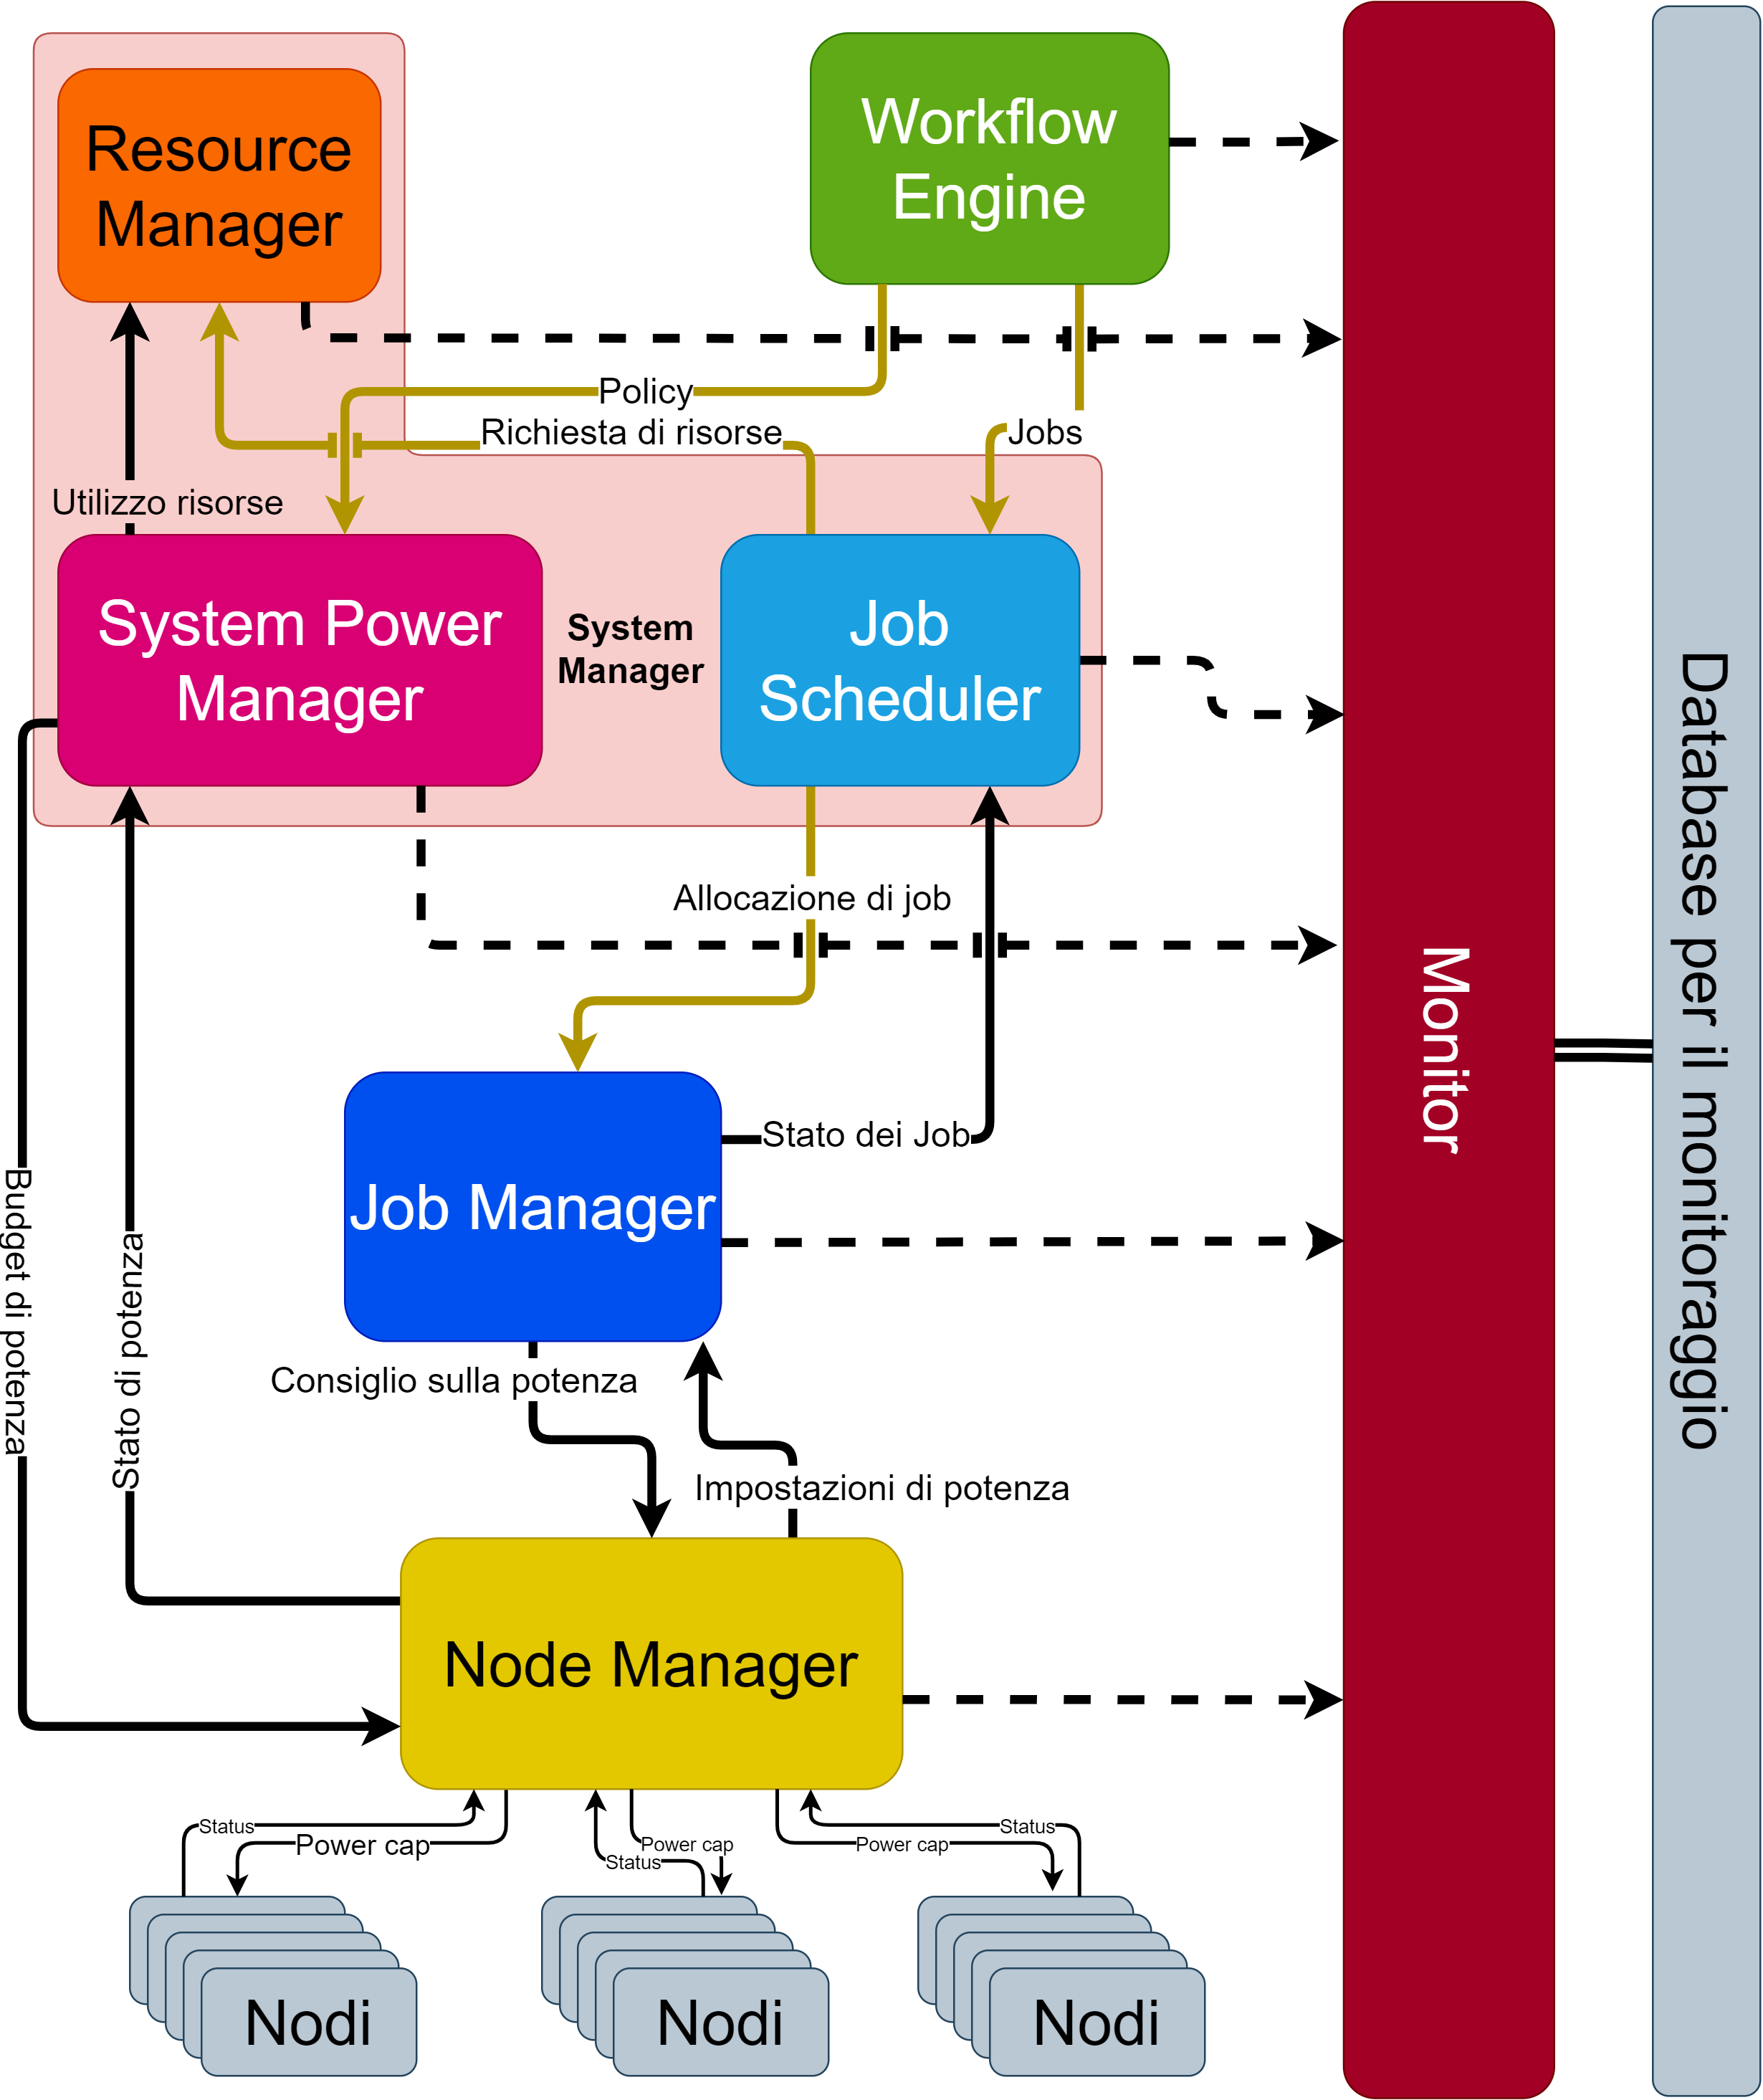 Resource
Manager
Workflow
Engine
Policy
Richiesta di risorse
Jobs
Utilizzo risorse
System Power
Manager
System
Manager
Job
Scheduler
Allocazione di job
Monitor
Database per il monitoraggio
Stato dei Job
Job Manager
Budget di potenza
Stato di potenza
Consiglio sulla potenza
Impostazioni di potenza
Node Manager
Status
Power cap
Power cap
Status
Status
Power cap
Nodi
Nodi
Nodi